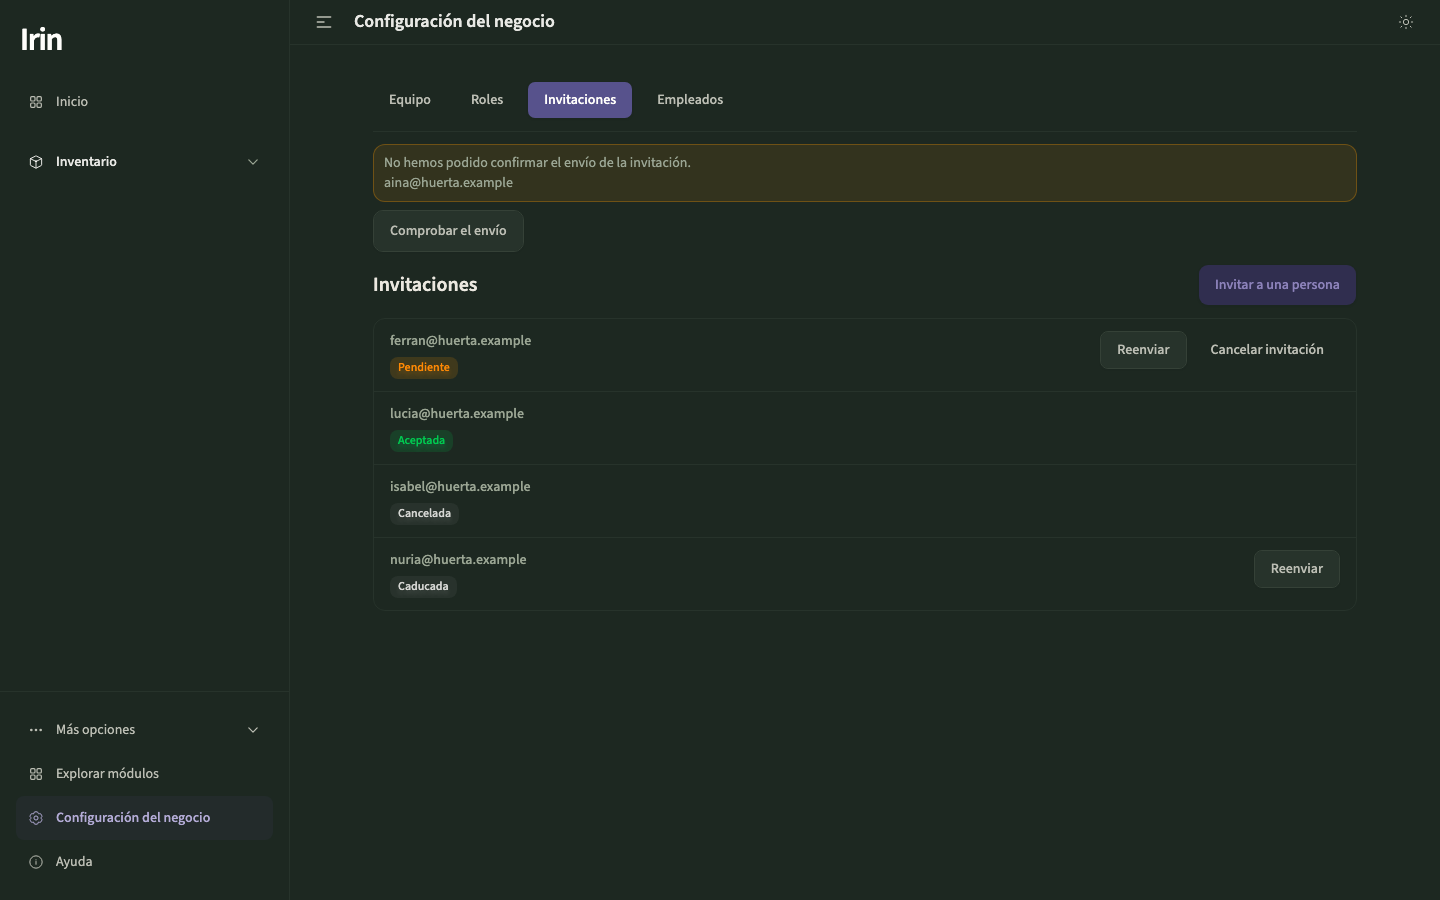 Irin
Configuración del negocio
Inicio
Inventario
Equipo
Roles
Invitaciones
Empleados
No hemos podido confirmar el envío de la invitación.
aina@huerta.example
Comprobar el envío
Invitaciones
Invitar a una persona
ferran@huerta.example
Pendiente
Reenviar
Cancelar invitación
lucia@huerta.example
Aceptada
isabel@huerta.example
Cancelada
nuria@huerta.example
Caducada
Reenviar
Más opciones
Explorar módulos
Configuración del negocio
Ayuda